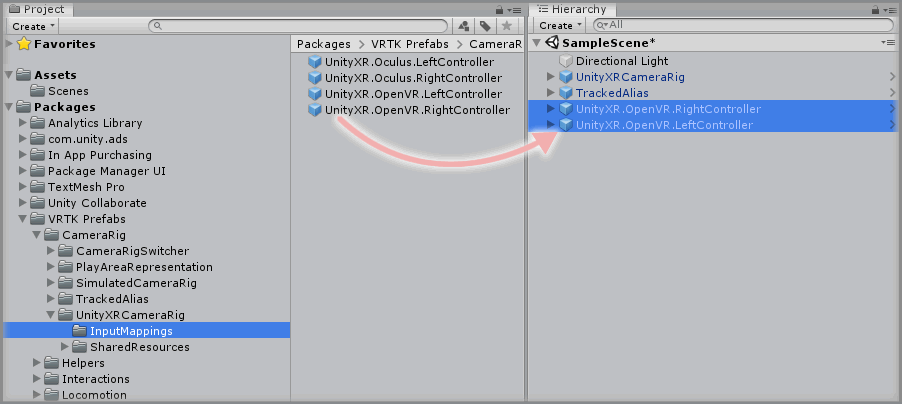 Project
Create
Favorites
Assets
Scenes
Packages
Analytics Library
com.unity.ads
In App Purchasing
Package Manager UI
TextMesh Pro
Unity Collaborate
VRTK Prefabs
CameraRig
CameraRigSwitcher
PlayAreaRepresentation
SimulatedCameraRig
TrackedAlias
UnityXRCameraRig
InputMappings
SharedResources
Helpers
Interactions
Locomotion
Packages > VRTK Prefabs > CameraR
UnityXR.Oculus.LeftController
UnityXR.Oculus.RightController
UnityXR.OpenVR.LeftController
UnityXR.OpenVR.RightController
Hierarchy
Create All
SampleScene*
Directional Light
UnityXRCameraRig
TrackedAlias
UnityXR.OpenVR.RightController
UnityXR.OpenVR.LeftController